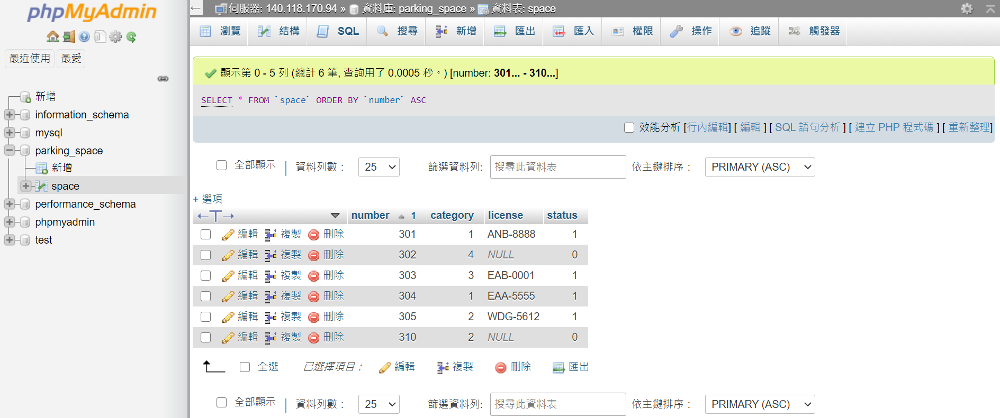 phpMyAdmin
最近使用 最愛
新增
information_schema
mysql
parking_space
新增
space
performance_schema
phpmyadmin
test
伺服器: 140.118.170.94 » 資料庫: parking_space » 資料表: space
瀏覽 結構 SQL 搜尋 新增 匯出 匯入 權限 操作 追蹤 觸發器
顯示第 0 - 5 列 (總計 6 筆, 查詢用了 0.0005 秒。) [number: 301... - 310...]
SELECT * FROM `space` ORDER BY `number` ASC
效能分析 [行內編輯] [ 編輯 ] [ SQL 語句分析 ] [ 建立 PHP 程式碼 ] [ 重新整理]
全部顯示 | 資料列數： 25 篩選資料列: 搜尋此資料表 依主鍵排序： PRIMARY (ASC)
+ 選項
←T→ number 1 category license status
編輯 複製 刪除 301 1 ANB-8888 1
編輯 複製 刪除 302 4 NULL 0
編輯 複製 刪除 303 3 EAB-0001 1
編輯 複製 刪除 304 1 EAA-5555 1
編輯 複製 刪除 305 2 WDG-5612 1
編輯 複製 刪除 310 2 NULL 0
全選 已選擇項目： 編輯 複製 刪除 匯出
全部顯示 | 資料列數： 25 篩選資料列: 搜尋此資料表 依主鍵排序： PRIMARY (ASC)